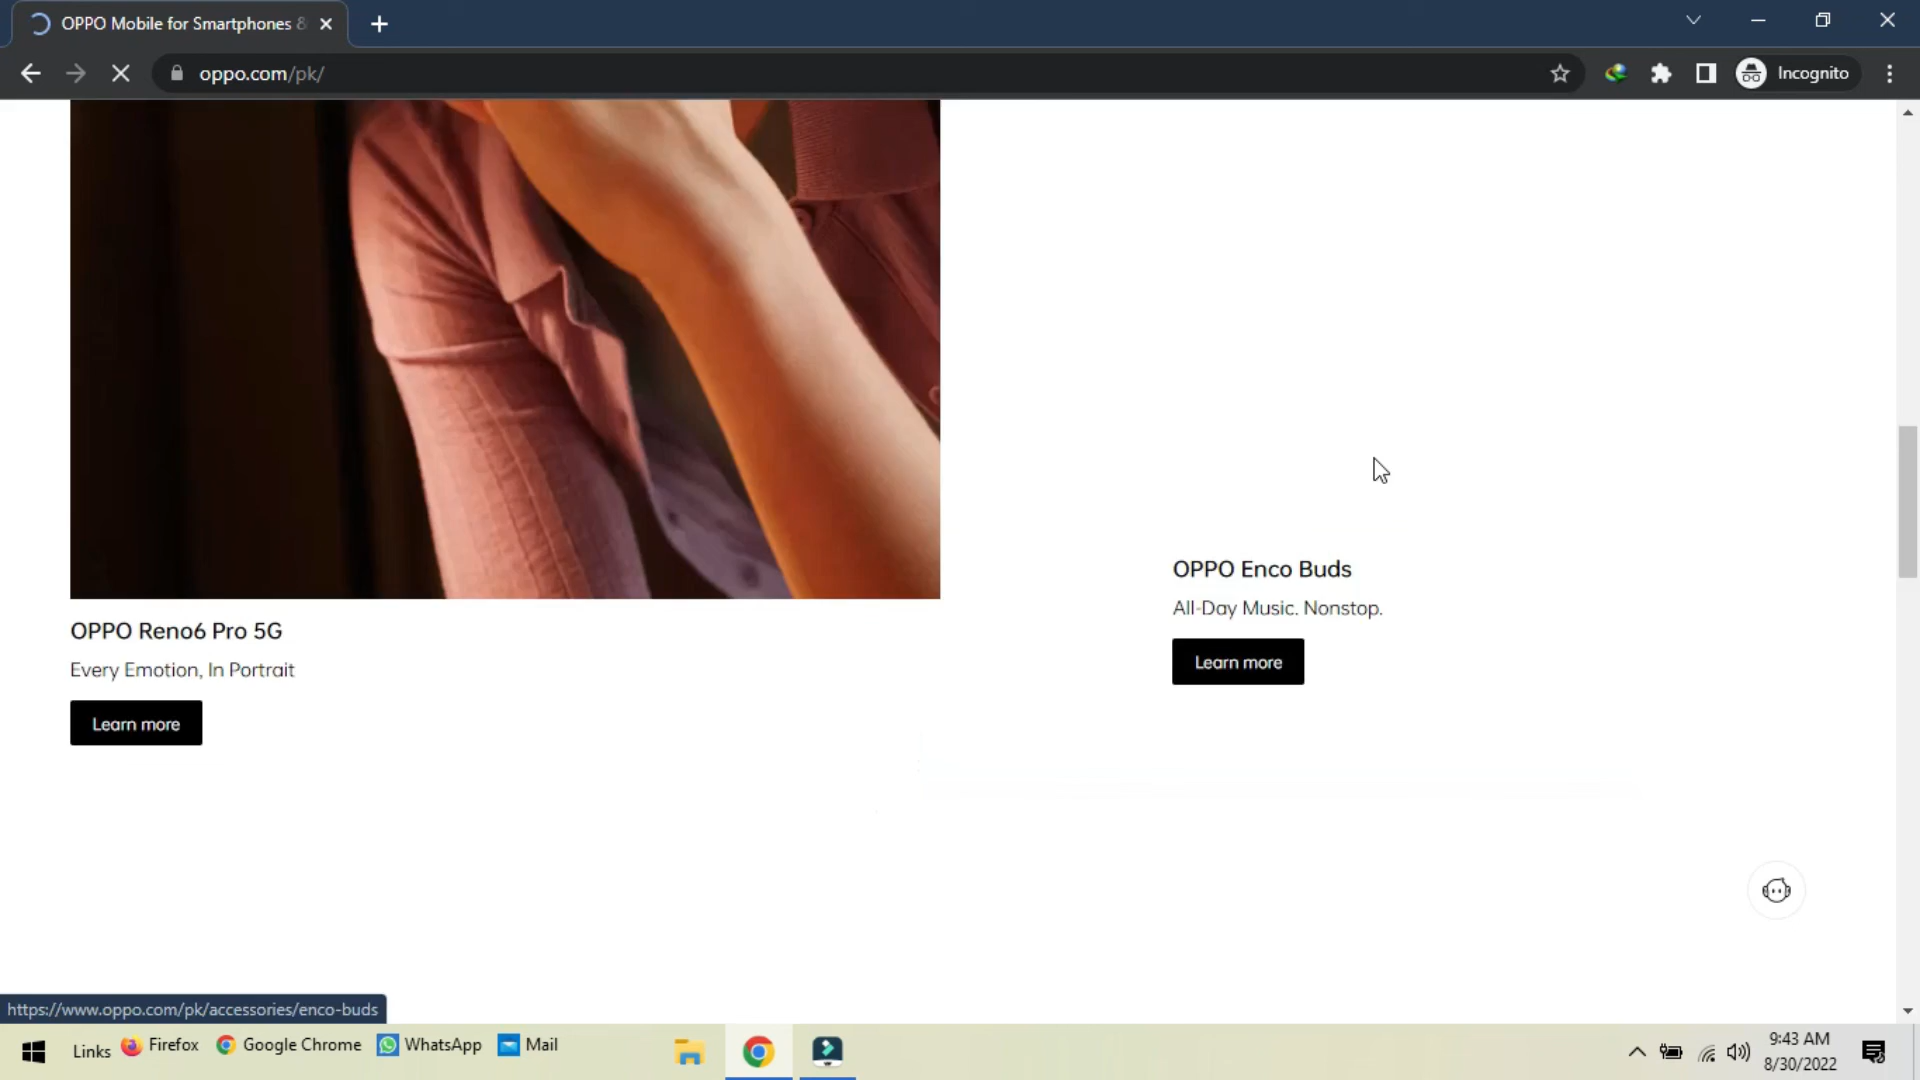 OPPO Mobile for Smartphones &
oppo.com/pk/
Incognito
OPPO Enco Buds
All-Day Music. Nonstop.
Learn more
OPPO Reno6 Pro 5G
Every Emotion, In Portrait
Learn more
https://www.oppo.com/pk/accessories/enco-buds
Links Firefox Google Chrome WhatsApp Mail
9:43 AM
8/30/2022